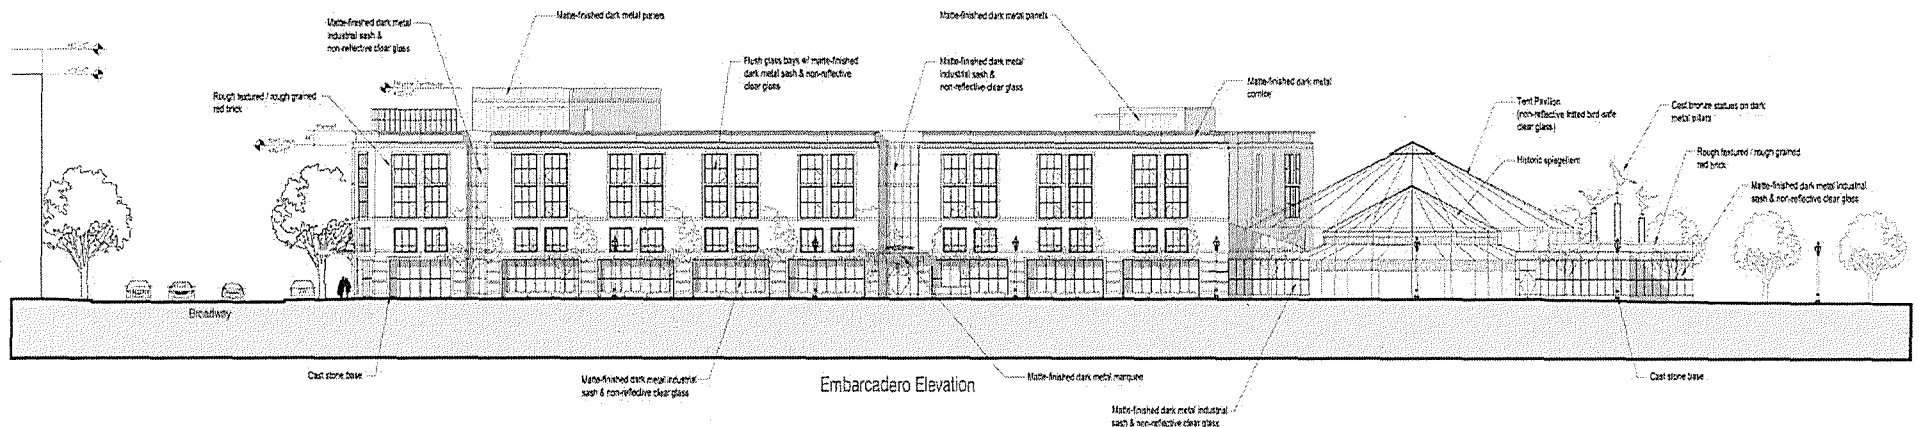 Matte-finished dark metal
industrial sash &
non-reflective clear glass
Matte-finished dark metal panels
Matte-finished dark metal panels
Flush glass bays w/ matte-finished
dark metal sash & non-reflective
clear glass
Matte-finished dark metal
industrial sash &
non-reflective clear glass
Matte-finished dark metal
cornice
Rough textured / rough grained
red brick
Tent Pavilion
(non-reflective fritted bird-safe
clear glass)
Cast bronze statues on dark
metal pillars
Historic spiegeltent
Rough textured / rough grained
red brick
Matte-finished dark metal industrial
sash & non-reflective clear glass
Broadway
Cast stone base
Matte-finished dark metal industrial
sash & non-reflective clear glass
Embarcadero Elevation
Matte-finished dark metal marquee
Matte-finished dark metal industrial
sash & non-reflective clear glass
Cast stone base